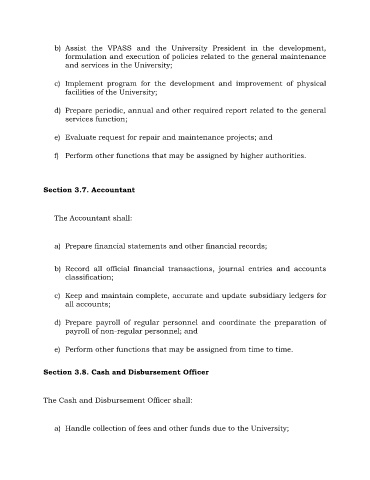 b) Assist the VPASS and the University President in the development,
formulation and execution of policies related to the general maintenance
and services in the University;
c) Implement program for the development and improvement of physical
facilities of the University;
d) Prepare periodic, annual and other required report related to the general
services function;
e) Evaluate request for repair and maintenance projects; and
f) Perform other functions that may be assigned by higher authorities.
Section 3.7. Accountant
The Accountant shall:
a) Prepare financial statements and other financial records;
b) Record all official financial transactions, journal entries and accounts
classification;
c) Keep and maintain complete, accurate and update subsidiary ledgers for
all accounts;
d) Prepare payroll of regular personnel and coordinate the preparation of
payroll of non-regular personnel; and
e) Perform other functions that may be assigned from time to time.
Section 3.8. Cash and Disbursement Officer
The Cash and Disbursement Officer shall:
a) Handle collection of fees and other funds due to the University;